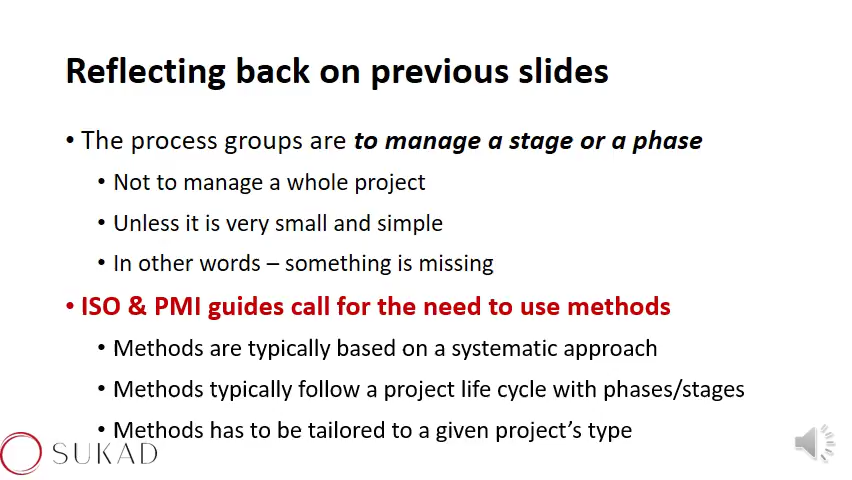 Reflecting back on previous slides
• The process groups are to manage a stage or a phase
• Not to manage a whole project
• Unless it is very small and simple
• In other words – something is missing
• ISO & PMI guides call for the need to use methods
• Methods are typically based on a systematic approach
• Methods typically follow a project life cycle with phases/stages
• Methods has to be tailored to a given project's type
SUKAD